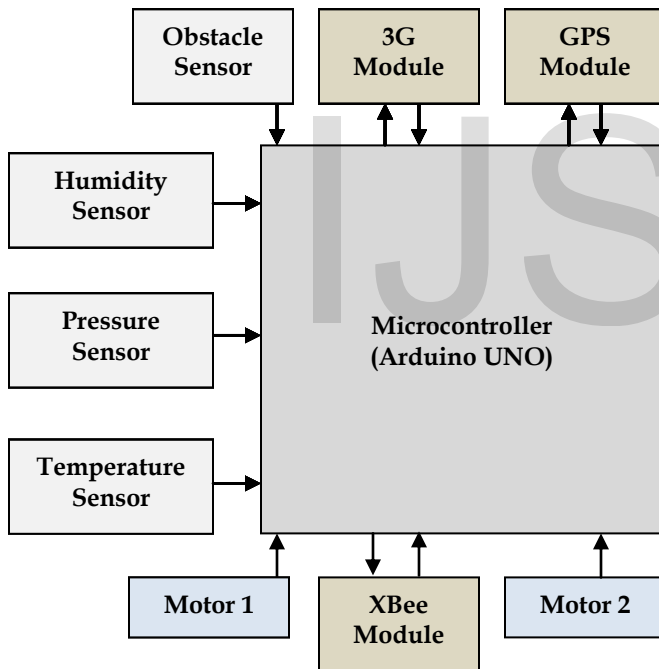 Obstacle
Sensor
3G
Module
GPS
Module
Humidity
Sensor
Pressure
Sensor
Microcontroller
(Arduino UNO)
Temperature
Sensor
Motor 1
XBee
Module
Motor 2
IJS